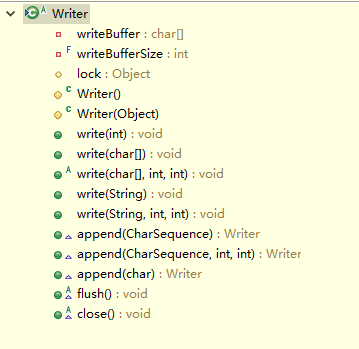 Writer
writeBuffer : char[]
writeBufferSize : int
lock : Object
Writer()
Writer(Object)
write(int) : void
write(char[]) : void
write(char[], int, int) : void
write(String) : void
write(String, int, int) : void
append(CharSequence) : Writer
append(CharSequence, int, int) : Writer
append(char) : Writer
flush() : void
close() : void